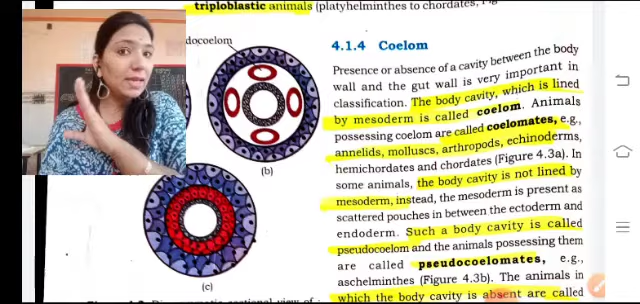 triploblastic animals (platyhelminthes to chordates,
docoelom
(b)
(c)
4.1.4 Coelom
Presence or absence of a cavity between the body
wall and the gut wall is very important in
classification. The body cavity, which is lined
by mesoderm is called coelom. Animals
possessing coelom are called coelomates, e.g.,
annelids, molluscs, arthropods, echinoderms,
hemichordates and chordates (Figure 4.3a). In
some animals, the body cavity is not lined by
mesoderm, instead, the mesoderm is present as
scattered pouches in between the ectoderm and
endoderm. Such a body cavity is called
pseudocoelom and the animals possessing them
are called pseudocoelomates, e.g.,
aschelminthes (Figure 4.3b). The animals in
which the body cavity is absent are called